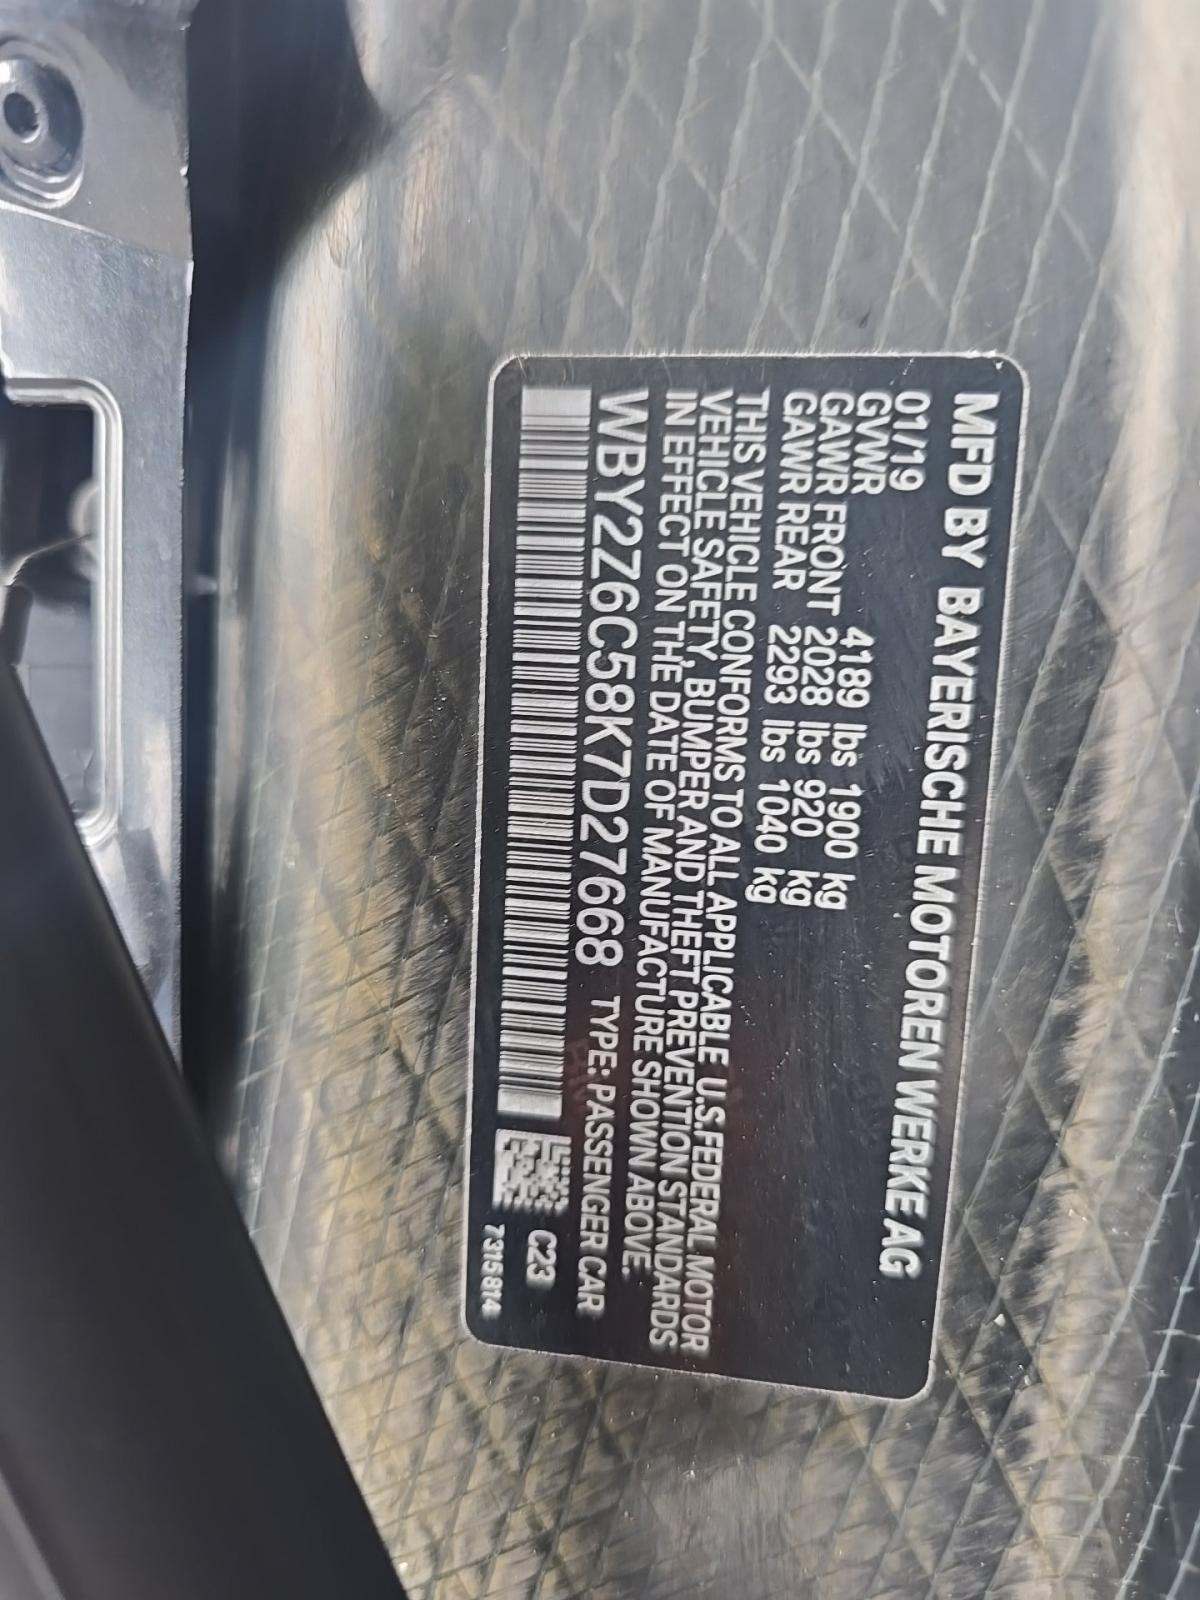 MFD BY BAYERISCHE MOTOREN WERKE AG
01/19
GVWR 4189 lbs 1900 kg
GAWR FRONT 2028 lbs 920 kg
GAWR REAR 2293 lbs 1040 kg
THIS VEHICLE CONFORMS TO ALL APPLICABLE U.S.FEDERAL MOTOR
VEHICLE SAFETY, BUMPER AND THEFT PREVENTION STANDARDS
IN EFFECT ON THE DATE OF MANUFACTURE SHOWN ABOVE.
WBY2Z6C58K7D27668 TYPE: PASSENGER CAR
C23
7315814